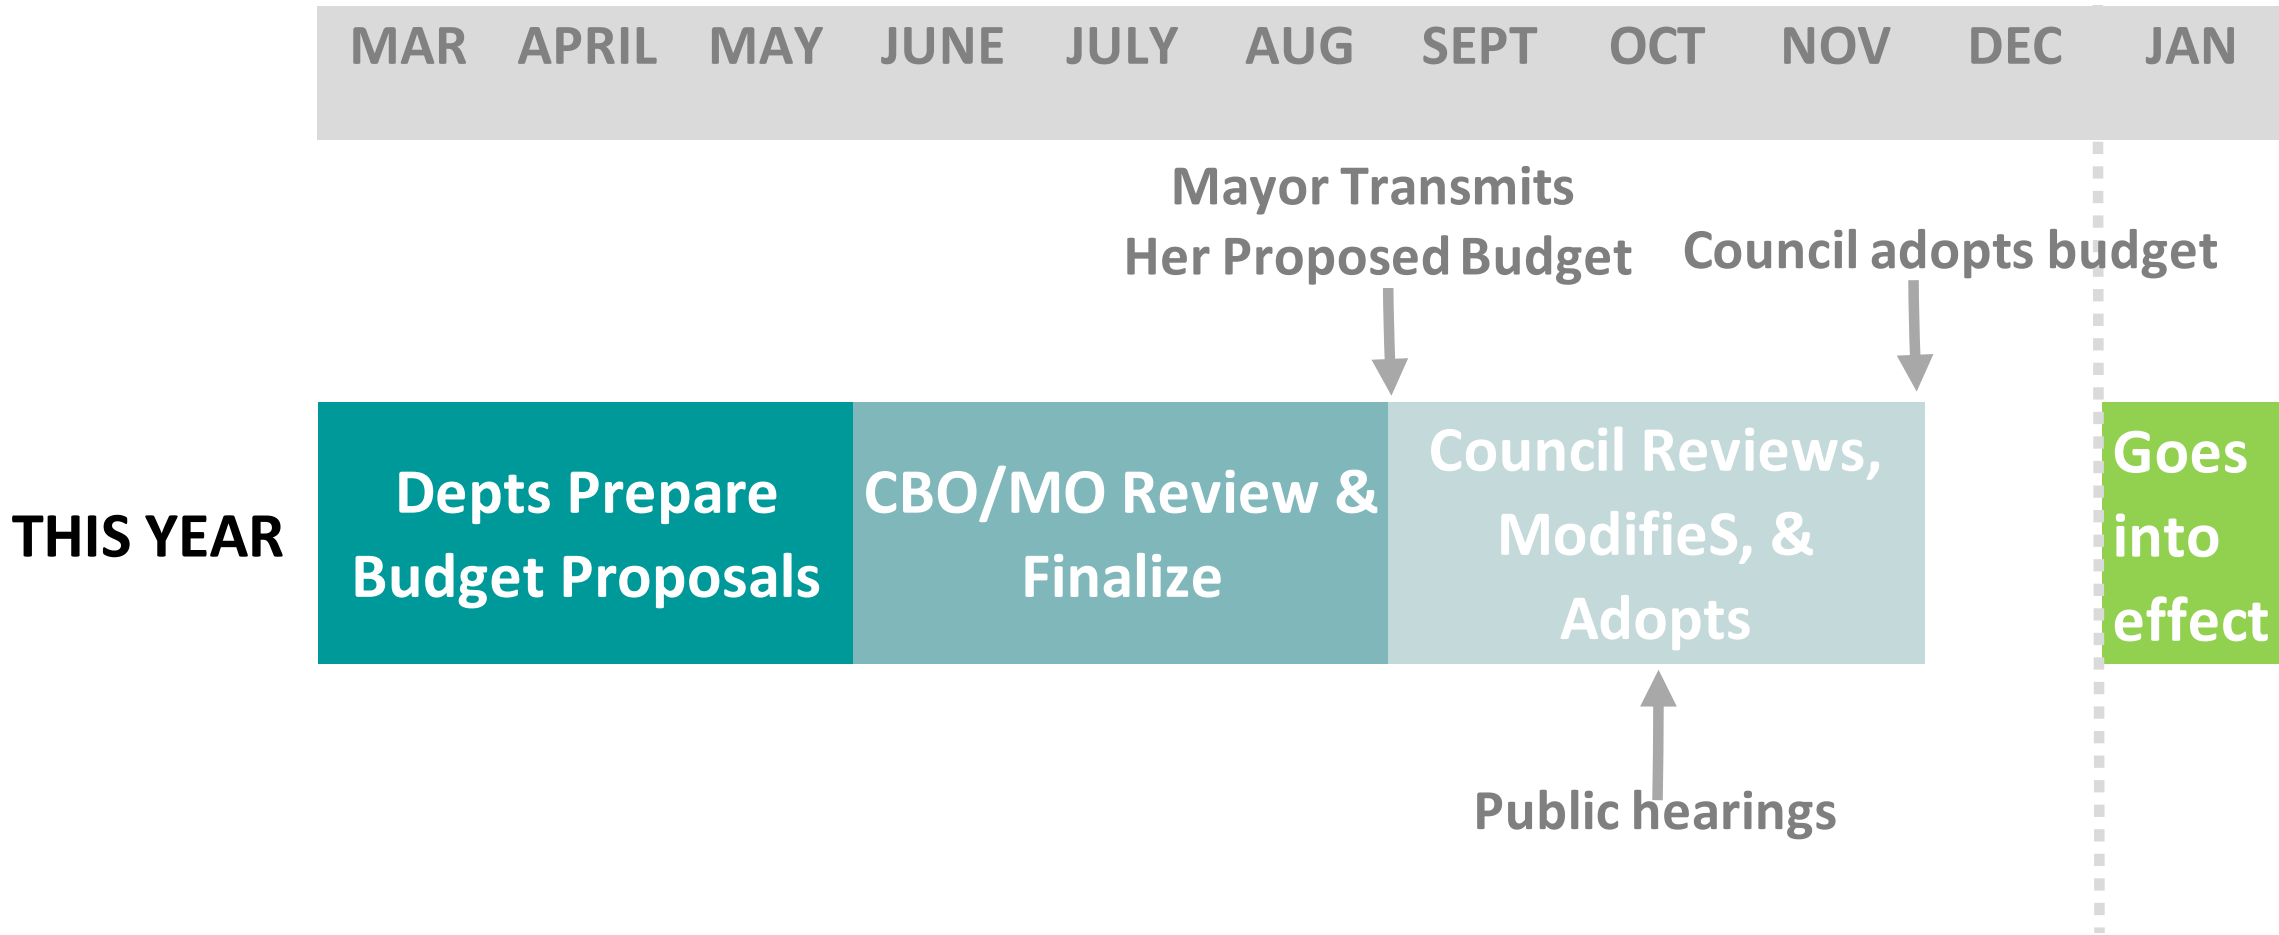 MAR APRIL MAY JUNE JULY AUG SEPT OCT NOV DEC JAN
Mayor Transmits
Her Proposed Budget
Council adopts budget
THIS YEAR
Depts Prepare
Budget Proposals
CBO/MO Review &
Finalize
Council Reviews,
ModifieS, &
Adopts
Goes
into
effect
Public hearings